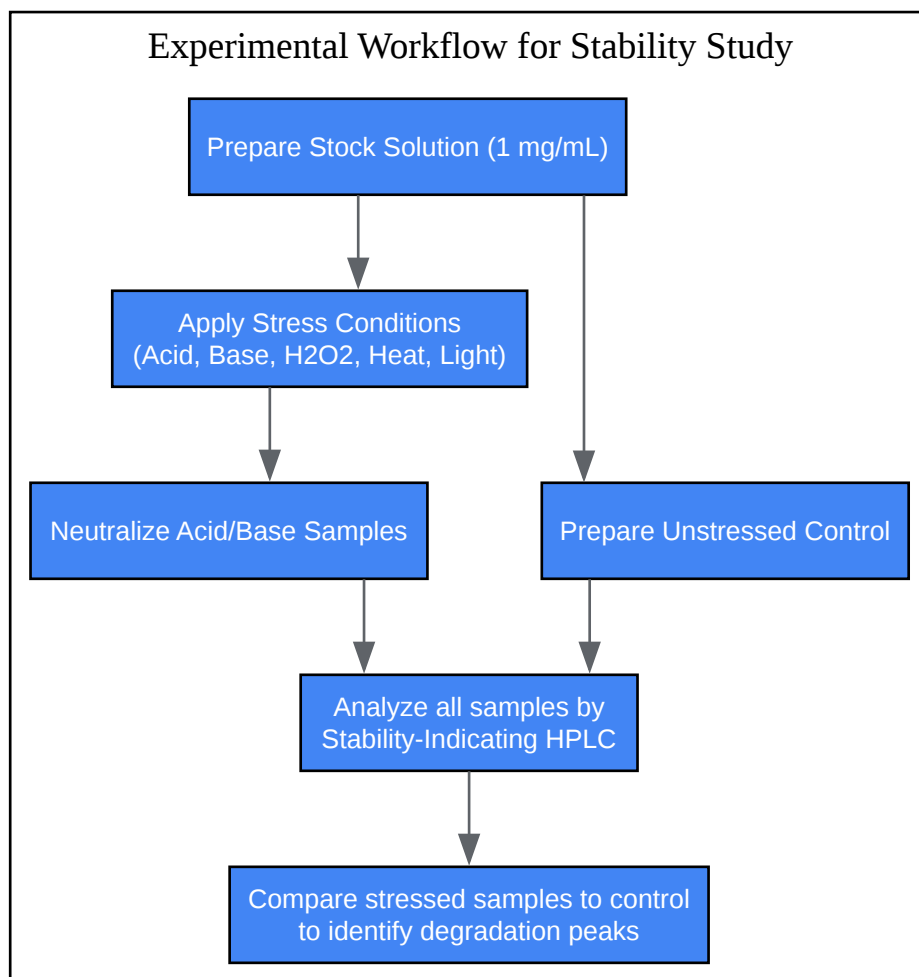 Experimental Workflow for Stability Study
Prepare Stock Solution (1 mg/mL)
Apply Stress Conditions
(Acid, Base, H2O2, Heat, Light)
Neutralize Acid/Base Samples
Prepare Unstressed Control
Analyze all samples by
Stability-Indicating HPLC
Compare stressed samples to control
to identify degradation peaks